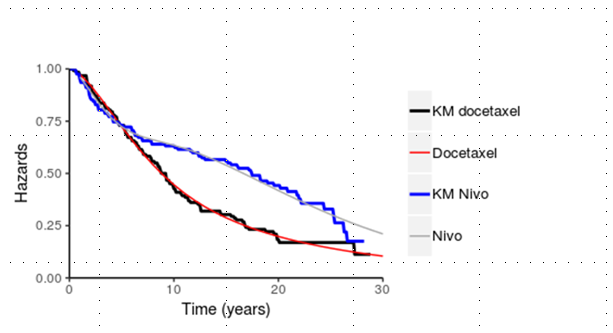 1.00
0.75
0.50
0.25
0.00
Hazards
0 10 20 30
Time (years)
KM docetaxel
Docetaxel
KM Nivo
Nivo